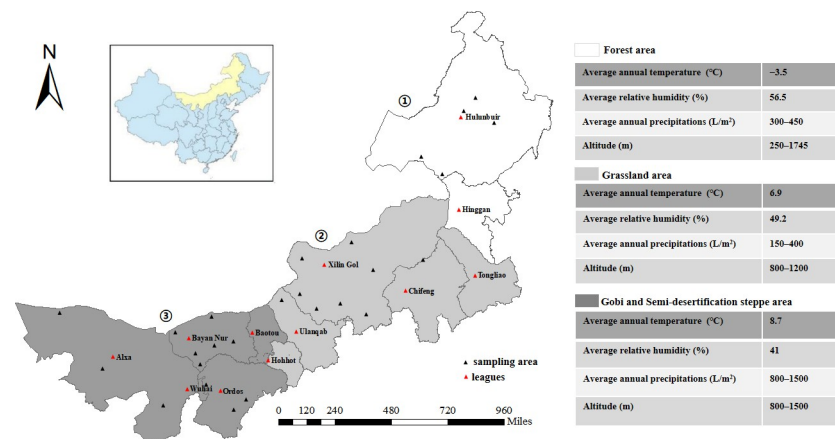 N
①
Hulunbuir
Hinggan
②
Xilin Gol
Tongliao
Chifeng
③
Bayan Nur
Baotou
Ulanqab
Alxa
Hohhot
Wuhai
Ordos
sampling area
leagues
0 120 240 480 720 960
Miles
Forest area
Average annual temperature (°C) −3.5
Average relative humidity (%) 56.5
Average annual precipitations (L/m²) 300–450
Altitude (m) 250–1745
Grassland area
Average annual temperature (°C) 6.9
Average relative humidity (%) 49.2
Average annual precipitations (L/m²) 150–400
Altitude (m) 800–1200
Gobi and Semi-desertification steppe area
Average annual temperature (°C) 8.7
Average relative humidity (%) 41
Average annual precipitations (L/m²) 800–1500
Altitude (m) 800–1500